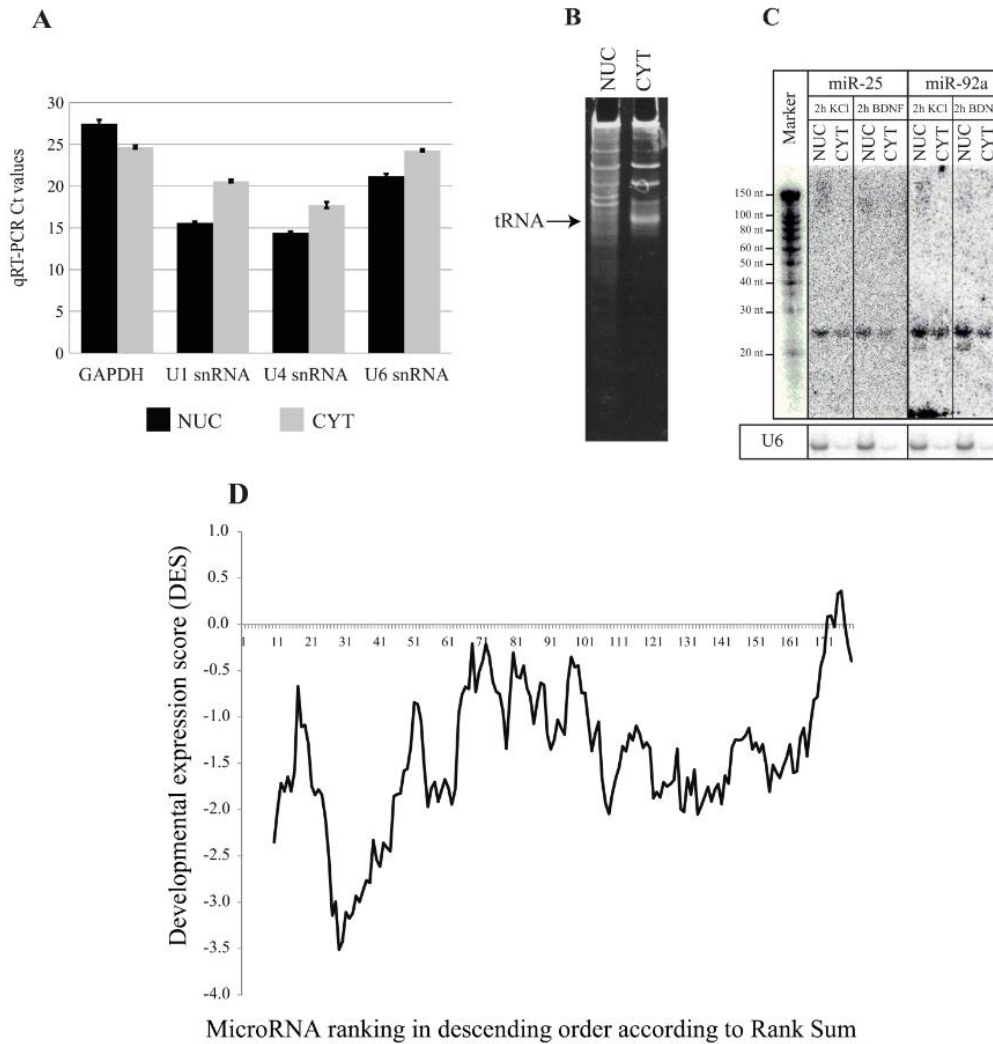 A
qRT-PCR Ct values
30
25
20
15
10
5
0
GAPDH U1 snRNA U4 snRNA U6 snRNA
NUC CYT
B
NUC CYT
tRNA
C
Marker
miR-25 miR-92a
2h KCl 2h BDNF 2h KCl 2h BDN
NUC CYT NUC CYT NUC CYT NUC CYT
150 nt
100 nt
80 nt
60 nt
50 nt
40 nt
30 nt
20 nt
U6
D
Developmental expression score (DES)
1.0
0.5
0.0
-0.5
-1.0
-1.5
-2.0
-2.5
-3.0
-3.5
-4.0
1 11 21 31 41 51 61 71 81 91 101 111 121 131 141 151 161 171
MicroRNA ranking in descending order according to Rank Sum